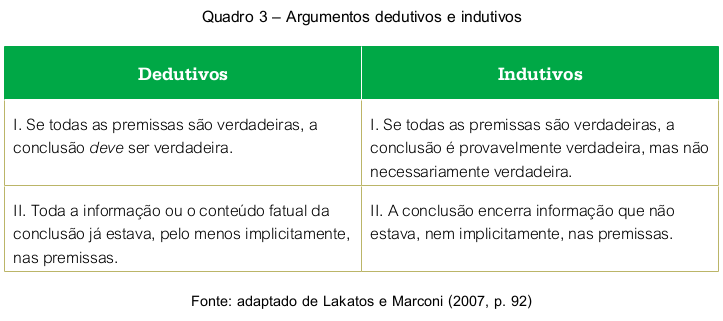 Quadro 3 – Argumentos dedutivos e indutivos
Dedutivos
Indutivos
I. Se todas as premissas são verdadeiras, a
conclusão deve ser verdadeira.
I. Se todas as premissas são verdadeiras, a
conclusão é provavelmente verdadeira, mas não
necessariamente verdadeira.
II. Toda a informação ou o conteúdo fatual da
conclusão já estava, pelo menos implicitamente,
nas premissas.
II. A conclusão encerra informação que não
estava, nem implicitamente, nas premissas.
Fonte: adaptado de Lakatos e Marconi (2007, p. 92)